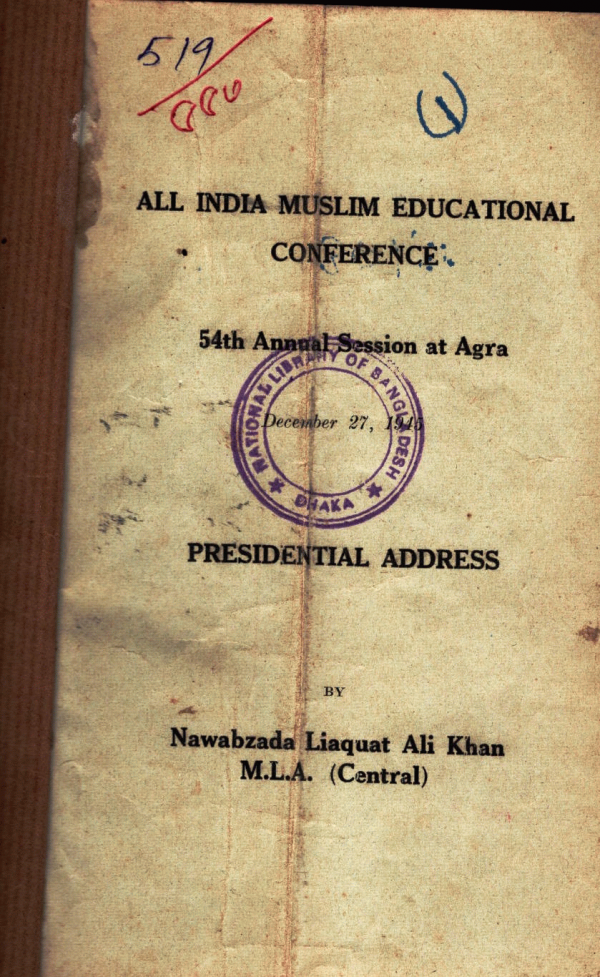 519
ALL INDIA MUSLIM EDUCATIONAL
CONFERENCE
54th Annual Session at Agra
NATIONAL LIBRARY OF BANGLADESH
DHAKA
December 27, 1945
PRESIDENTIAL ADDRESS
BY
Nawabzada Liaquat Ali Khan
M.L.A. (Central)